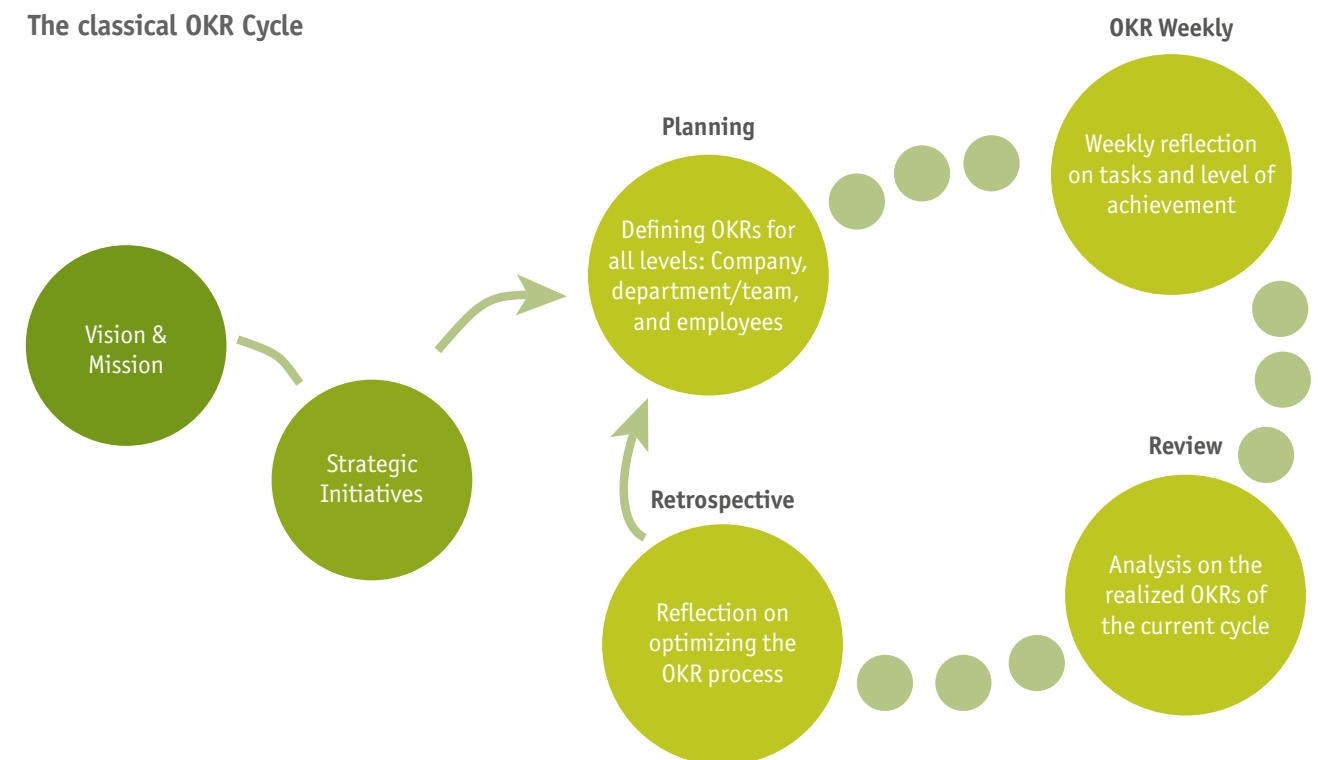 The classical OKR Cycle
OKR Weekly
Weekly reflection
on tasks and level of
achievement
Planning
Defining OKRs for
all levels: Company,
department/team,
and employees
Vision &
Mission
Strategic
Initiatives
Review
Analysis on the
realized OKRs of
the current cycle
Retrospective
Reflection on
optimizing the
OKR process